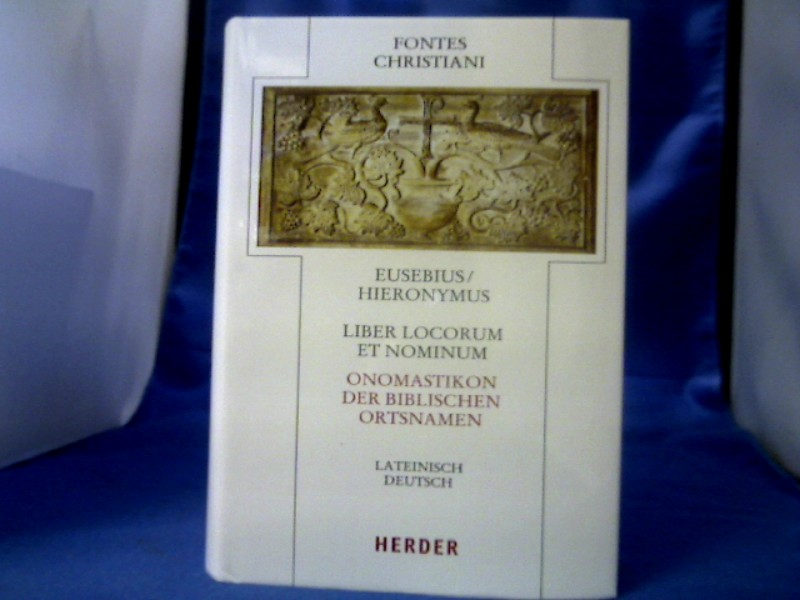 FONTES
CHRISTIANI
EUSEBIUS/
HIERONYMUS
LIBER LOCORUM
ET NOMINUM
ONOMASTIKON
DER BIBLISCHEN
ORTSNAMEN
LATEINISCH
DEUTSCH
HERDER